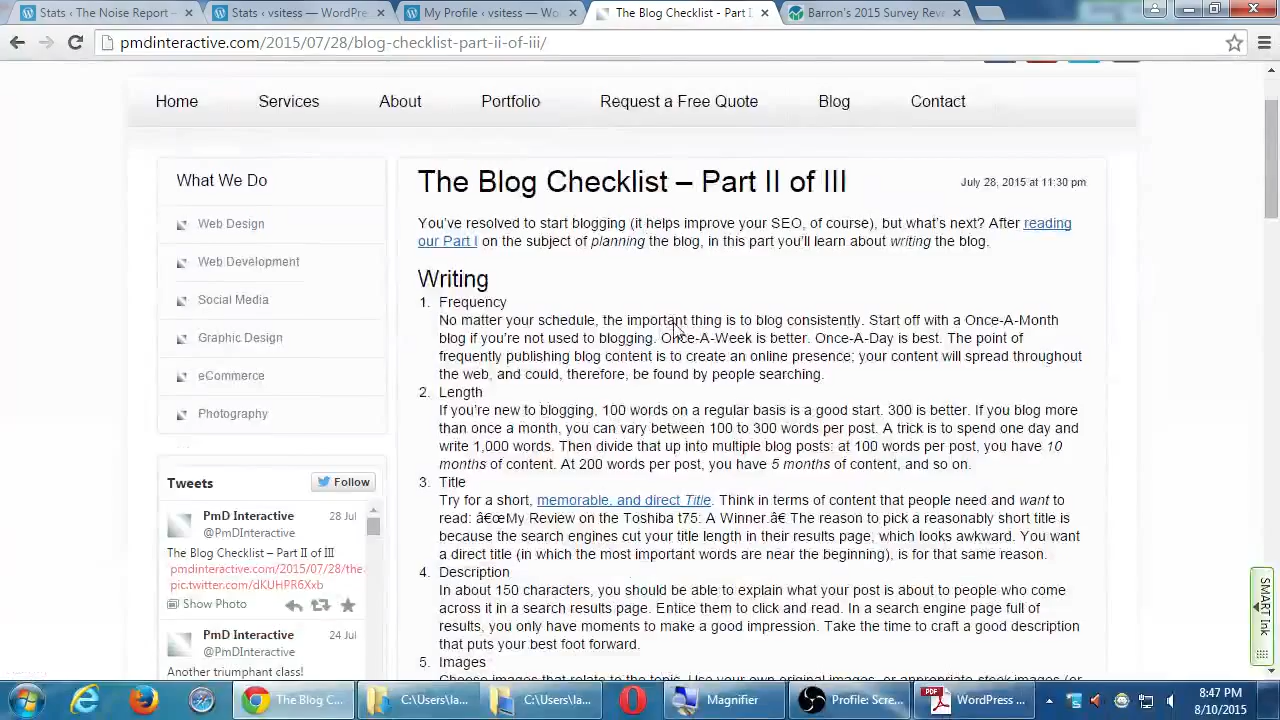 Stats ‹ The Noise Report –
Stats ‹ vsitess — WordPre
My Profile ‹ vsitess — Wo
The Blog Checklist - Part I
Barron's 2015 Survey Rev
pmdinteractive.com/2015/07/28/blog-checklist-part-ii-of-iii/
Home Services About Portfolio Request a Free Quote Blog Contact
What We Do
Web Design
Web Development
Social Media
Graphic Design
eCommerce
Photography
Tweets
Follow
PmD Interactive 28 Jul
@PmDInteractive
The Blog Checklist – Part II of III
pmdinteractive.com/2015/07/28/the
pic.twitter.com/dKUHPR6Xxb
Show Photo
PmD Interactive 24 Jul
@PmDInteractive
Another triumphant class!
The Blog Checklist – Part II of III
July 28, 2015 at 11:30 pm
You've resolved to start blogging (it helps improve your SEO, of course), but what's next? After reading
our Part I on the subject of planning the blog, in this part you'll learn about writing the blog.
Writing
1. Frequency
No matter your schedule, the important thing is to blog consistently. Start off with a Once-A-Month
blog if you're not used to blogging. Once-A-Week is better. Once-A-Day is best. The point of
frequently publishing blog content is to create an online presence; your content will spread throughout
the web, and could, therefore, be found by people searching.
2. Length
If you're new to blogging, 100 words on a regular basis is a good start. 300 is better. If you blog more
than once a month, you can vary between 100 to 300 words per post. A trick is to spend one day and
write 1,000 words. Then divide that up into multiple blog posts: at 100 words per post, you have 10
months of content. At 200 words per post, you have 5 months of content, and so on.
3. Title
Try for a short, memorable, and direct Title. Think in terms of content that people need and want to
read: â€œMy Review on the Toshiba t75: A Winner.â€ The reason to pick a reasonably short title is
because the search engines cut your title length in their results page, which looks awkward. You want
a direct title (in which the most important words are near the beginning), is for that same reason.
4. Description
In about 150 characters, you should be able to explain what your post is about to people who come
across it in a search results page. Entice them to click and read. In a search engine page full of
results, you only have moments to make a good impression. Take the time to craft a good description
that puts your best foot forward.
5. Images
Choose images that relate to the topic. Use your own original images, or appropriate stock images (or
SMART Ink
The Blog C...
C:\Users\la...
C:\Users\la...
Magnifier
Profile: Scre...
WordPress ...
8:47 PM
8/10/2015